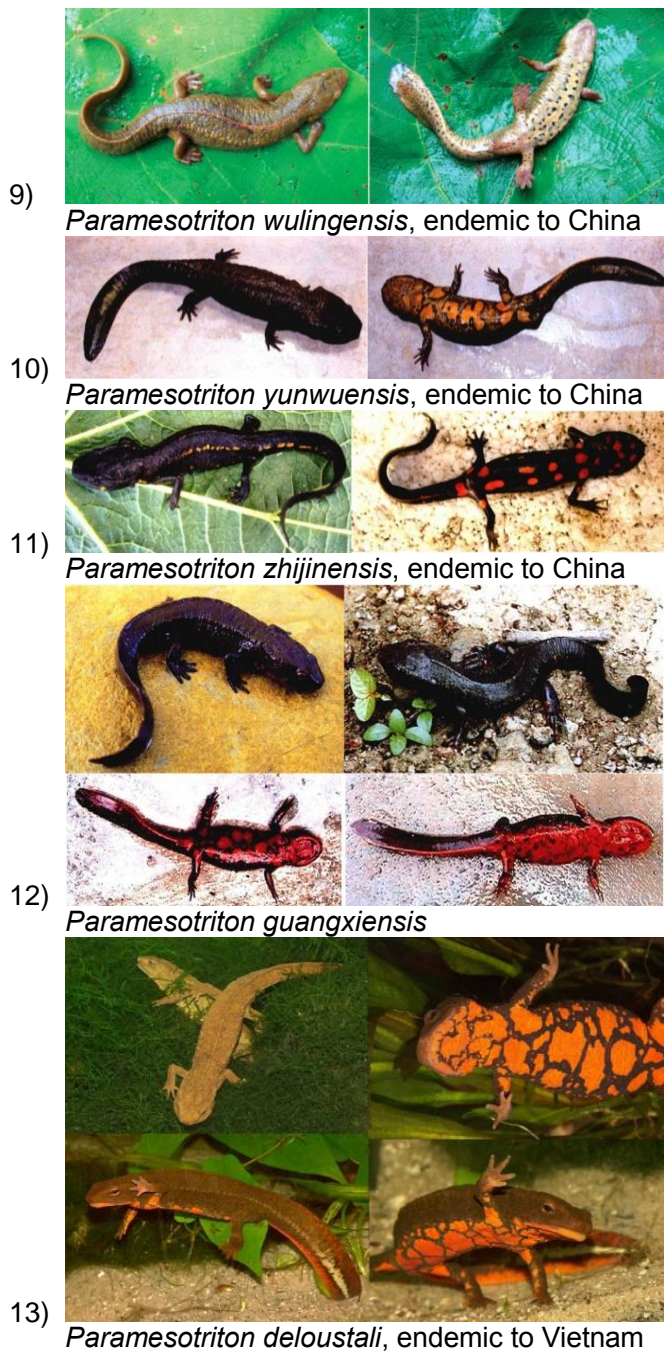 9)
Paramesotriton wulingensis, endemic to China
10)
Paramesotriton yunwuensis, endemic to China
11)
Paramesotriton zhijinensis, endemic to China
12)
Paramesotriton guangxiensis
13)
Paramesotriton deloustali, endemic to Vietnam